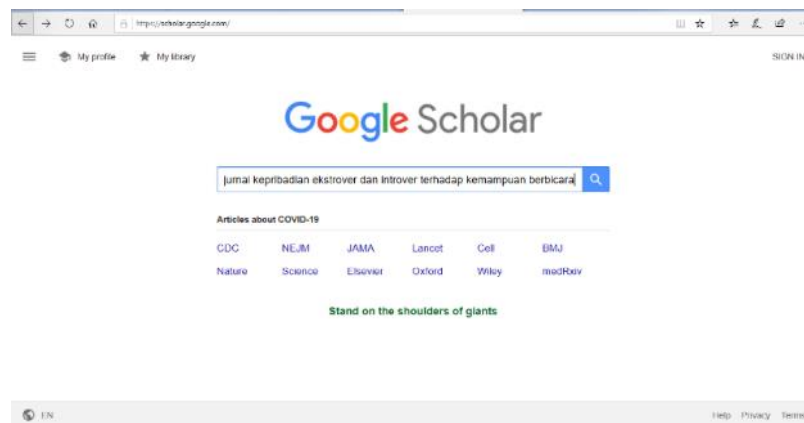 https://scholar.google.com/
My profile My library SIGN IN
Google Scholar
jurnal kepribadian ekstrover dan introver terhadap kemampuan berbicara
Articles about COVID-19
CDC NEJM JAMA Lancet Cell BMJ
Nature Science Elsevier Oxford Wiley medRxiv
Stand on the shoulders of giants
EN Help Privacy Terms